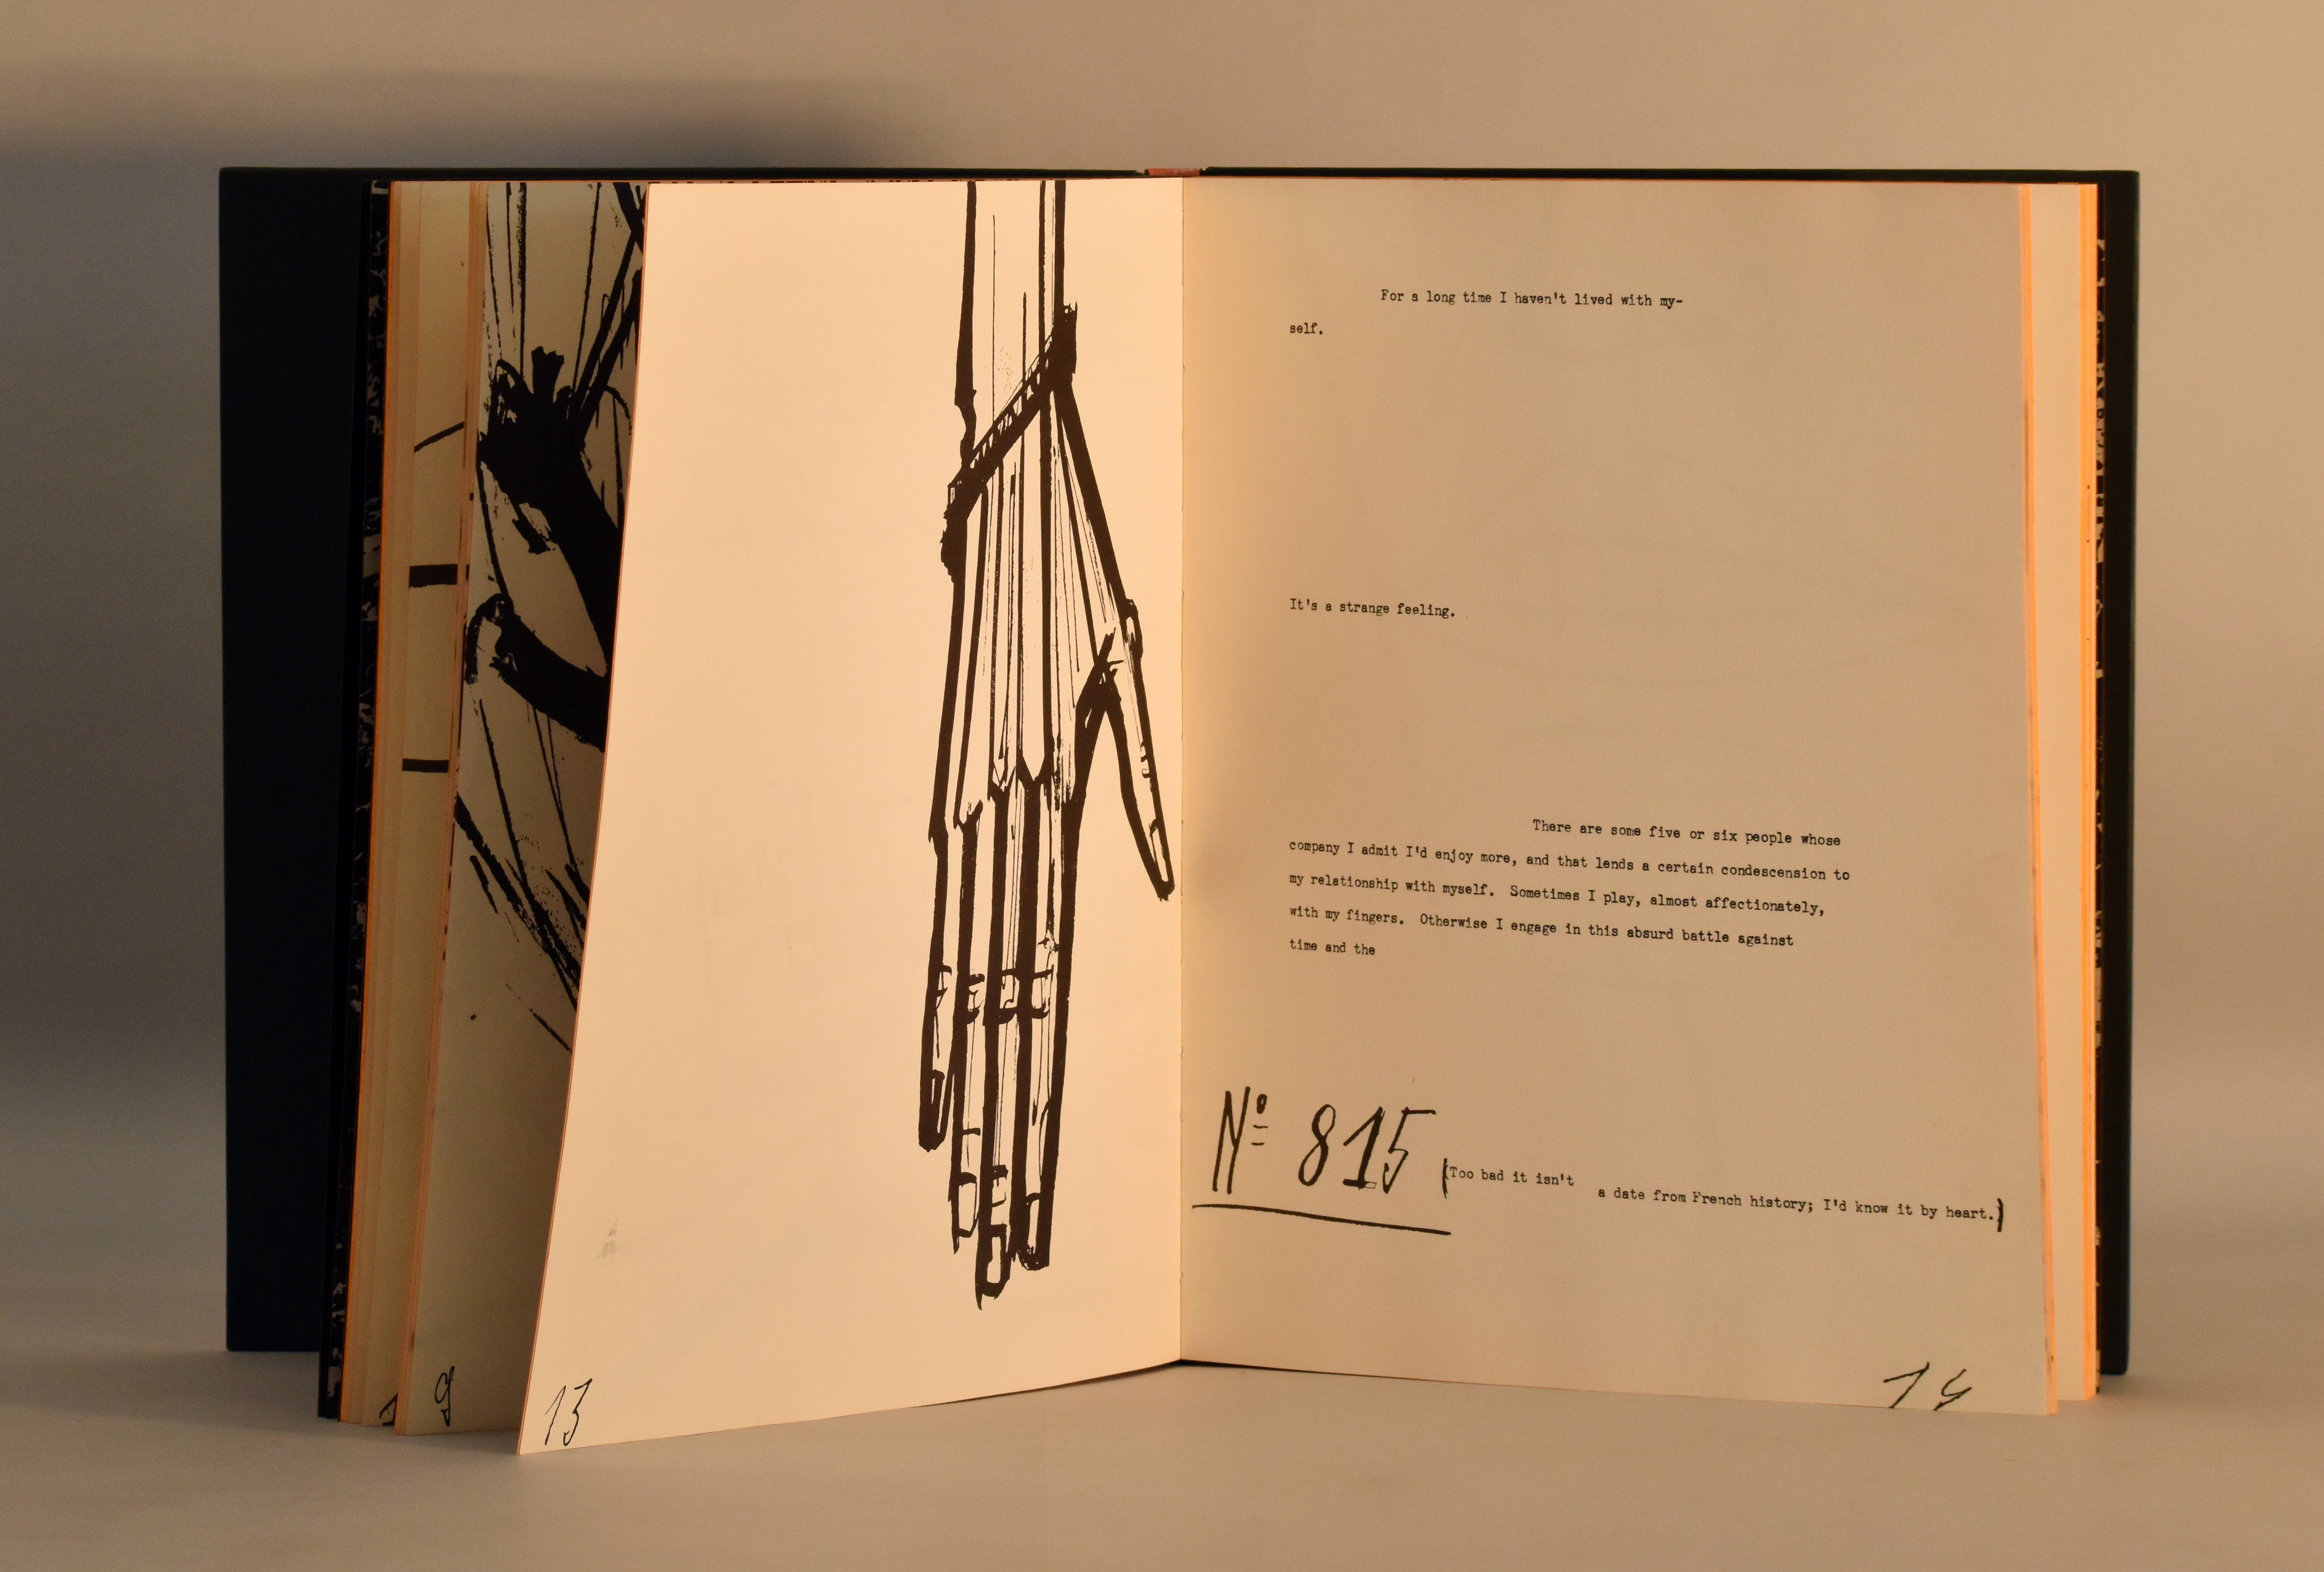 For a long time I haven't lived with my-
self.
It's a strange feeling.
There are some five or six people whose
company I admit I'd enjoy more, and that lends a certain condescension to
my relationship with myself.  Sometimes I play, almost affectionately,
with my fingers.  Otherwise I engage in this absurd battle against
time and the
Nº 815 (Too bad it isn't
a date from French history; I'd know it by heart.)
9
13
14